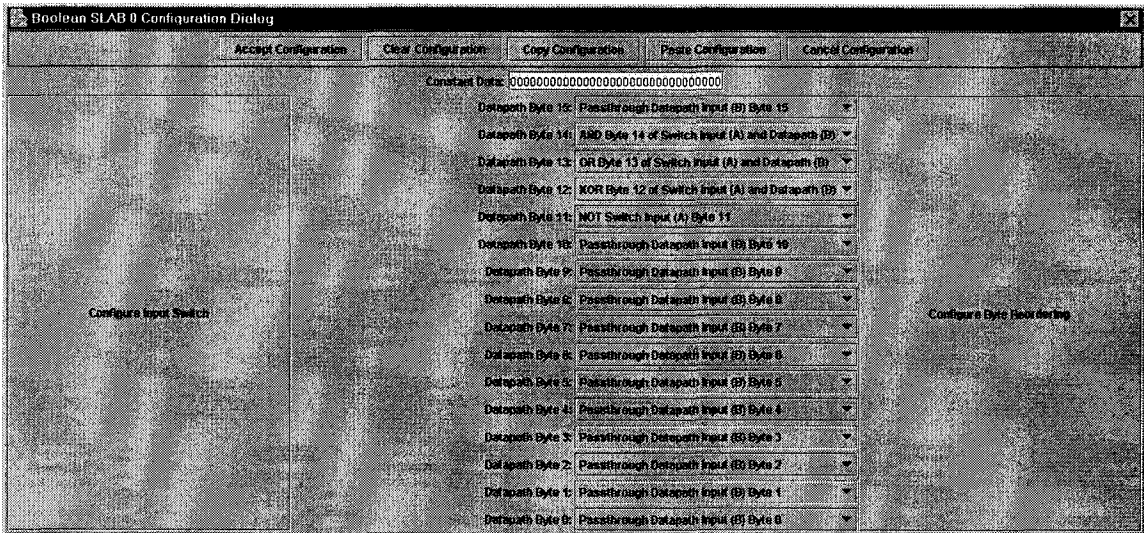 Boolean SLAB 0 Configuration Dialog
Accept Configuration Clear Configuration Copy Configuration Paste Configuration Cancel Configuration
Constant Data: 00000000000000000000000000000000
Datapath Byte 15: Passthrough Datapath Input (B) Byte 15
Datapath Byte 14: AND Byte 14 of Switch Input (A) and Datapath (B)
Datapath Byte 13: OR Byte 13 of Switch Input (A) and Datapath (B)
Datapath Byte 12: XOR Byte 12 of Switch Input (A) and Datapath (B)
Datapath Byte 11: NOT Switch Input (A) Byte 11
Datapath Byte 10: Passthrough Datapath Input (B) Byte 10
Datapath Byte 9: Passthrough Datapath Input (B) Byte 9
Datapath Byte 8: Passthrough Datapath Input (B) Byte 8
Configure Input Switch
Configure Byte Reordering
Datapath Byte 7: Passthrough Datapath Input (B) Byte 7
Datapath Byte 6: Passthrough Datapath Input (B) Byte 6
Datapath Byte 5: Passthrough Datapath Input (B) Byte 5
Datapath Byte 4: Passthrough Datapath Input (B) Byte 4
Datapath Byte 3: Passthrough Datapath Input (B) Byte 3
Datapath Byte 2: Passthrough Datapath Input (B) Byte 2
Datapath Byte 1: Passthrough Datapath Input (B) Byte 1
Datapath Byte 0: Passthrough Datapath Input (B) Byte 0